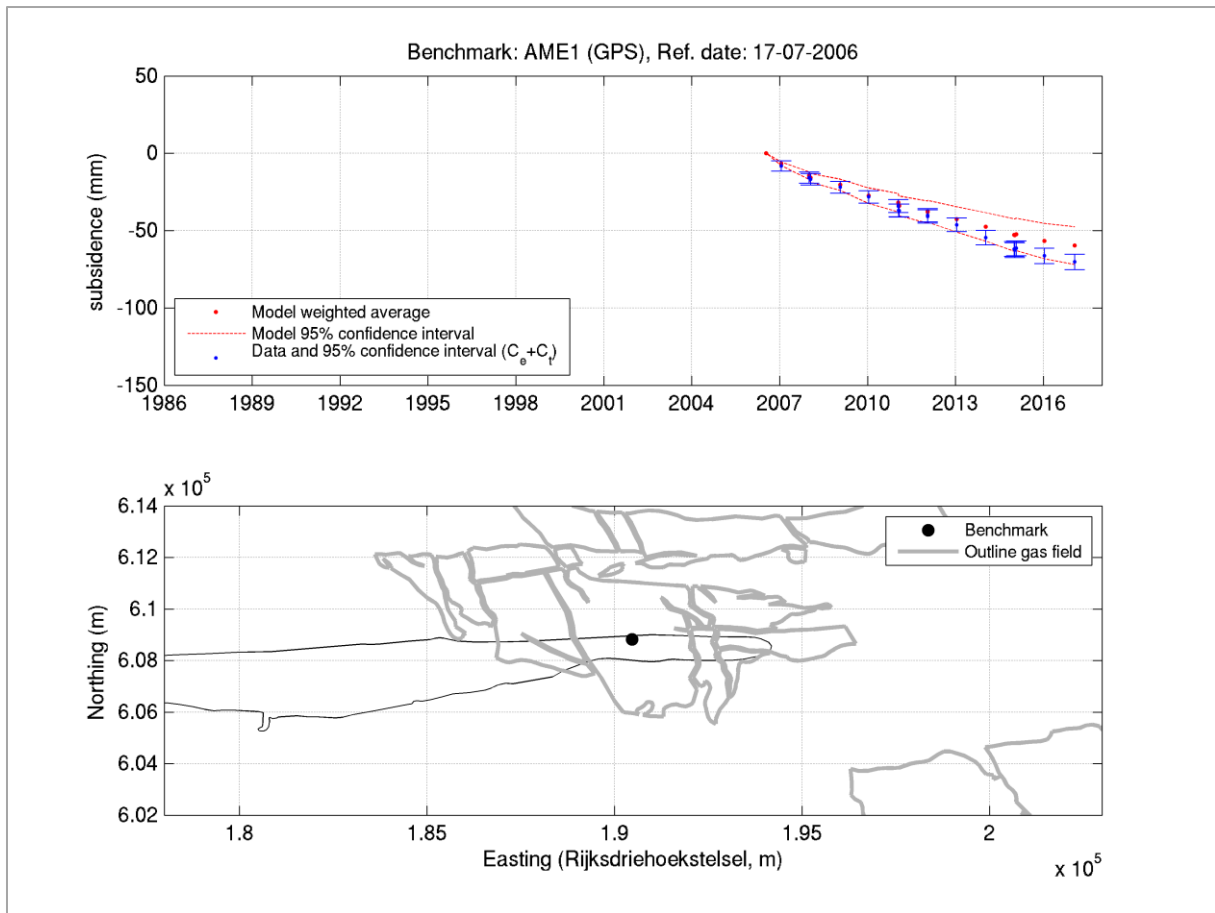 Benchmark: AME1 (GPS), Ref. date: 17-07-2006
50
0
-50
-100
-150
subsidence (mm)
Model weighted average
Model 95% confidence interval
Data and 95% confidence interval (C_e+C_t)
1986 1989 1992 1995 1998 2001 2004 2007 2010 2013 2016
x 10^5
6.14
6.12
6.1
6.08
6.06
6.04
6.02
Northing (m)
Benchmark
Outline gas field
1.8 1.85 1.9 1.95 2
Easting (Rijksdriehoekstelsel, m)
x 10^5